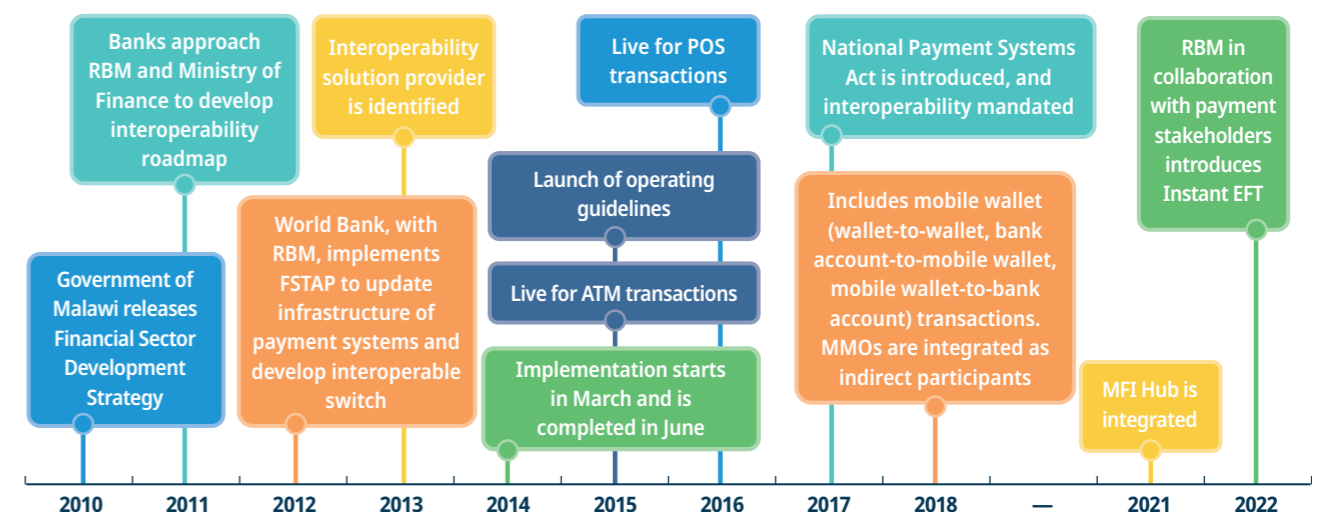 Banks approach
RBM and Ministry of
Finance to develop
interoperability
roadmap
Interoperability
solution provider
is identified
Live for POS
transactions
National Payment Systems
Act is introduced, and
interoperability mandated
RBM in
collaboration
with payment
stakeholders
introduces
Instant EFT
Government of
Malawi releases
Financial Sector
Development
Strategy
World Bank, with
RBM, implements
FSTAP to update
infrastructure of
payment systems and
develop interoperable
switch
Launch of operating
guidelines
Live for ATM transactions
Implementation starts
in March and is
completed in June
Includes mobile wallet
(wallet-to-wallet, bank
account-to-mobile wallet,
mobile wallet-to-bank
account) transactions.
MMOs are integrated as
indirect participants
MFI Hub is
integrated
2010 2011 2012 2013 2014 2015 2016 2017 2018 — 2021 2022